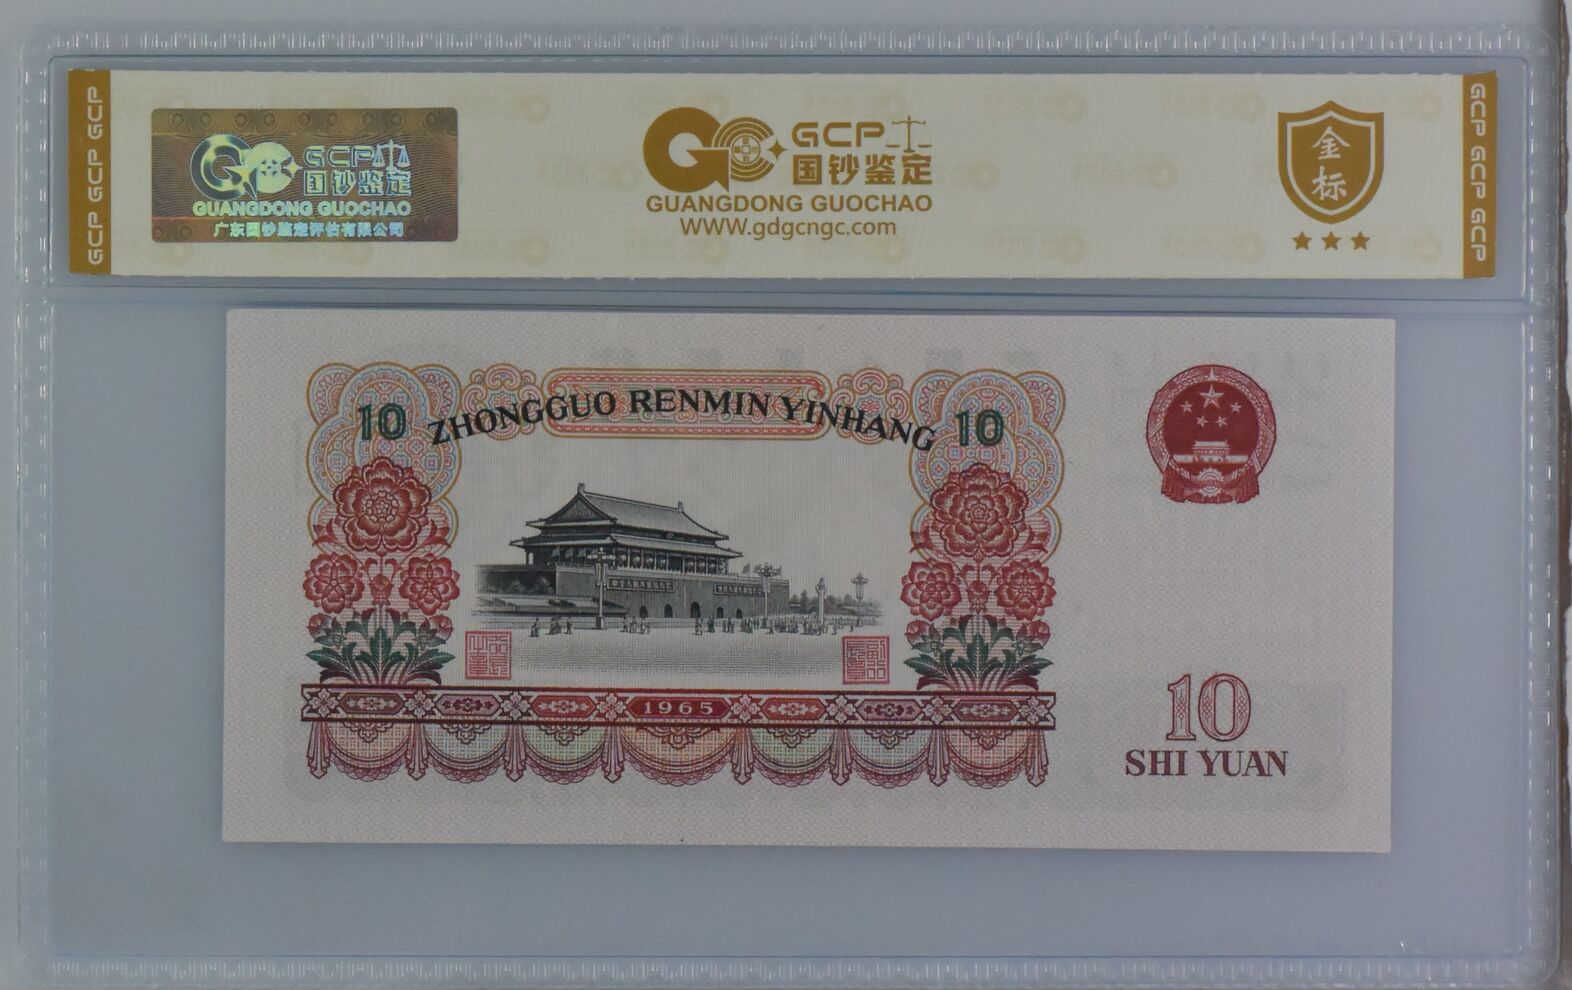 GCP GCP GCP
GCP
国钞鉴定
GUANGDONG GUOCHAO
广东国钞鉴定评估有限公司
GCP
国钞鉴定
GUANGDONG GUOCHAO
WWW.gdgcngc.com
金
标
GCP GCP GCP
10 ZHONGGUO RENMIN YINHANG 10
1965
10
SHI YUAN